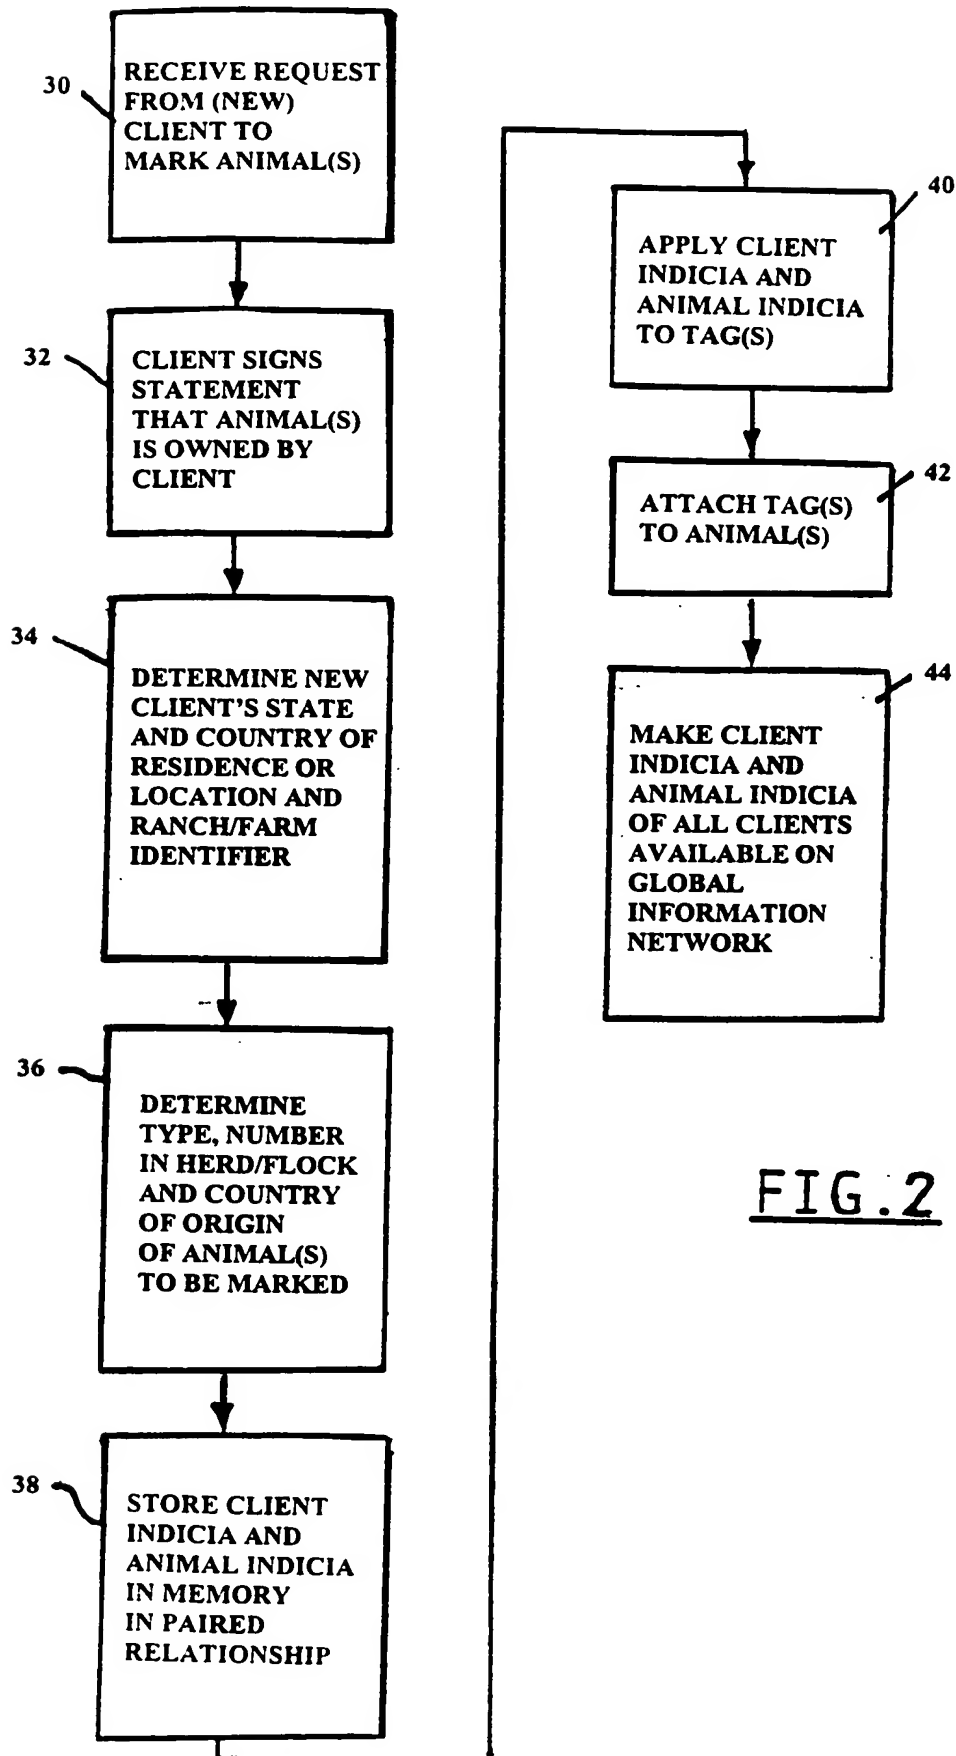 30
RECEIVE REQUEST
FROM (NEW)
CLIENT TO
MARK ANIMAL(S)
32
CLIENT SIGNS
STATEMENT
THAT ANIMAL(S)
IS OWNED BY
CLIENT
34
DETERMINE NEW
CLIENT'S STATE
AND COUNTRY OF
RESIDENCE OR
LOCATION AND
RANCH/FARM
IDENTIFIER
36
DETERMINE
TYPE, NUMBER
IN HERD/FLOCK
AND COUNTRY
OF ORIGIN
OF ANIMAL(S)
TO BE MARKED
38
STORE CLIENT
INDICIA AND
ANIMAL INDICIA
IN MEMORY
IN PAIRED
RELATIONSHIP
40
APPLY CLIENT
INDICIA AND
ANIMAL INDICIA
TO TAG(S)
42
ATTACH TAG(S)
TO ANIMAL(S)
44
MAKE CLIENT
INDICIA AND
ANIMAL INDICIA
OF ALL CLIENTS
AVAILABLE ON
GLOBAL
INFORMATION
NETWORK
FIG.2